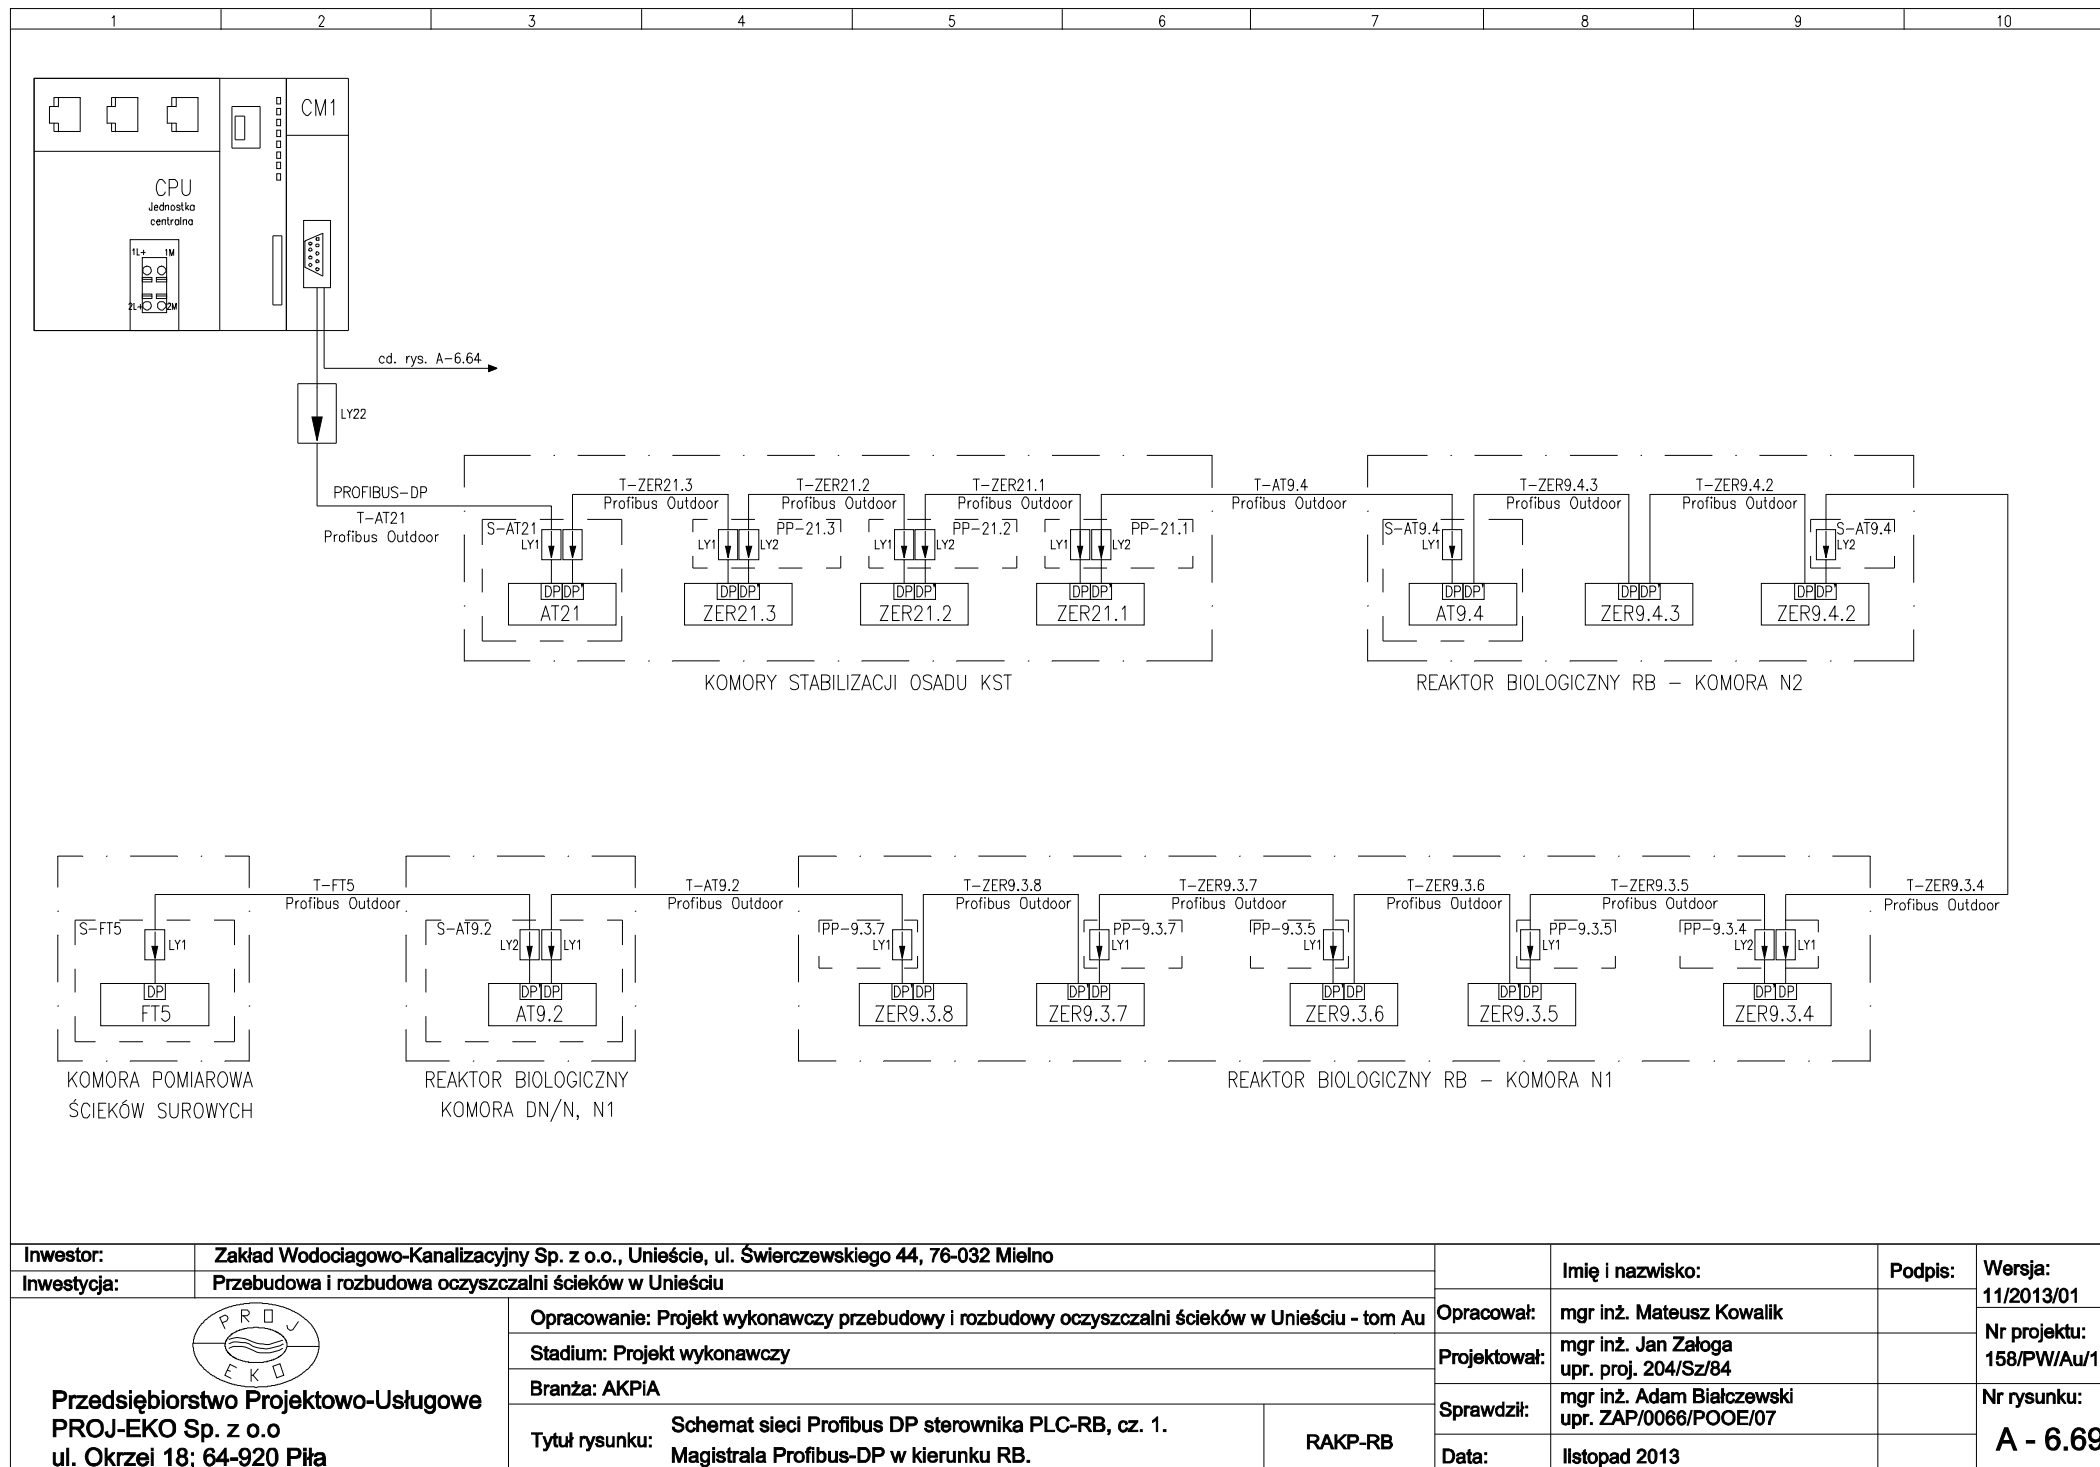 1 2 3 4 5 6 7 8 9 10
CM1
CPU
Jednostka
centralna
1L+ 1M
2L+ 2M
cd. rys. A-6.64
LY22
PROFIBUS-DP
T-AT21
Profibus Outdoor
T-ZER21.3
Profibus Outdoor
T-ZER21.2
Profibus Outdoor
T-ZER21.1
Profibus Outdoor
T-AT9.4
Profibus Outdoor
T-ZER9.4.3
Profibus Outdoor
T-ZER9.4.2
Profibus Outdoor
S-AT21
LY1
DP DP
AT21
PP-21.3
LY1 LY2
DP DP
ZER21.3
PP-21.2
LY1 LY2
DP DP
ZER21.2
PP-21.1
LY1 LY2
DP DP
ZER21.1
S-AT9.4
LY1
DP DP
AT9.4
DP DP
ZER9.4.3
S-AT9.4
LY2
DP DP
ZER9.4.2
KOMORY STABILIZACJI OSADU KST
REAKTOR BIOLOGICZNY RB – KOMORA N2
T-FT5
Profibus Outdoor
T-AT9.2
Profibus Outdoor
T-ZER9.3.8
Profibus Outdoor
T-ZER9.3.7
Profibus Outdoor
T-ZER9.3.6
Profibus Outdoor
T-ZER9.3.5
Profibus Outdoor
T-ZER9.3.4
Profibus Outdoor
S-FT5
LY1
DP
FT5
S-AT9.2
LY2 LY1
DP DP
AT9.2
PP-9.3.7
LY1
DP DP
ZER9.3.8
PP-9.3.7
LY1
DP DP
ZER9.3.7
PP-9.3.5
LY1
DP DP
ZER9.3.6
PP-9.3.5
LY1
DP DP
ZER9.3.5
PP-9.3.4
LY2 LY1
DP DP
ZER9.3.4
KOMORA POMIAROWA
ŚCIEKÓW SUROWYCH
REAKTOR BIOLOGICZNY
KOMORA DN/N, N1
REAKTOR BIOLOGICZNY RB – KOMORA N1
Inwestor: Zakład Wodociagowo-Kanalizacyjny Sp. z o.o., Unieście, ul. Świerczewskiego 44, 76-032 Mielno
Inwestycja: Przebudowa i rozbudowa oczyszczalni ścieków w Unieściu
PROJ
EKO
Przedsiębiorstwo Projektowo-Usługowe
PROJ-EKO Sp. z o.o
ul. Okrzei 18; 64-920 Piła
Opracowanie: Projekt wykonawczy przebudowy i rozbudowy oczyszczalni ścieków w Unieściu - tom Au
Stadium: Projekt wykonawczy
Branża: AKPiA
Tytuł rysunku: Schemat sieci Profibus DP sterownika PLC-RB, cz. 1.
Magistrala Profibus-DP w kierunku RB.
RAKP-RB
Imię i nazwisko: Podpis:
Opracował: mgr inż. Mateusz Kowalik
Projektował: mgr inż. Jan Załoga
upr. proj. 204/Sz/84
Sprawdził: mgr inż. Adam Białczewski
upr. ZAP/0066/POOE/07
Data: listopad 2013
Wersja:
11/2013/01
Nr projektu:
158/PW/Au/1
Nr rysunku:
A - 6.69